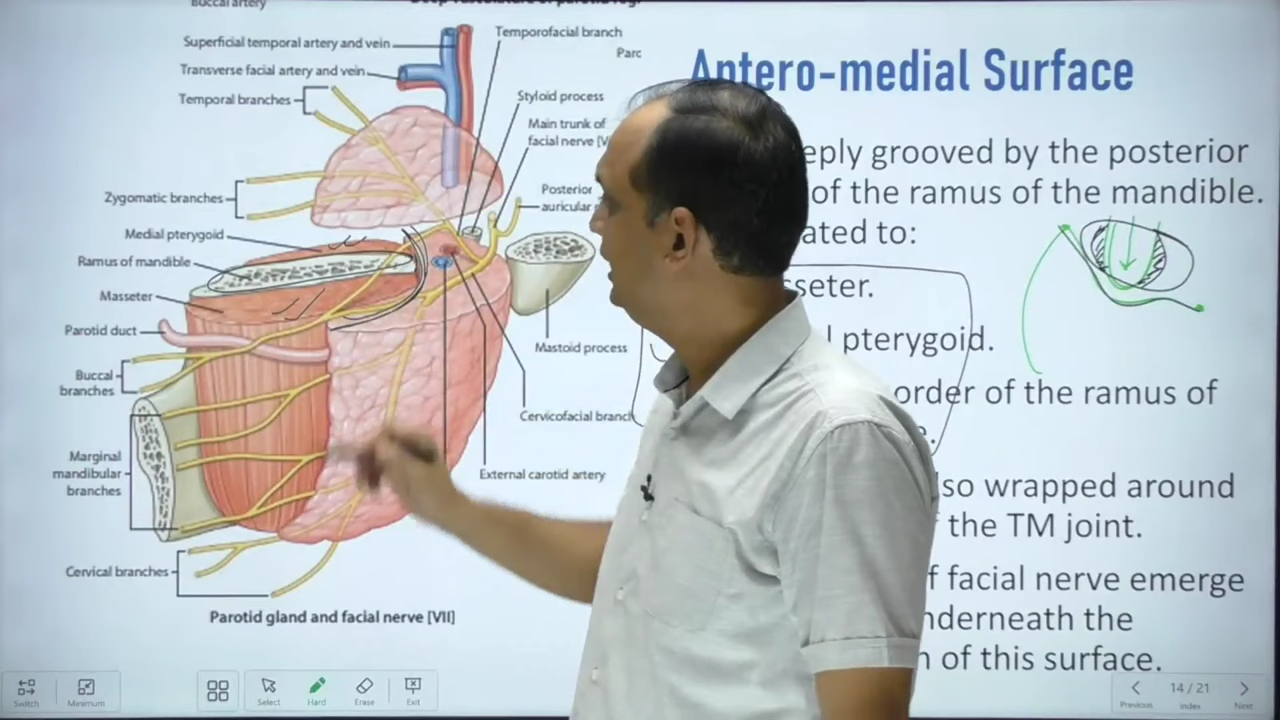 Buccal artery
Superficial temporal artery and vein
Transverse facial artery and vein
Temporal branches
Zygomatic branches
Medial pterygoid
Ramus of mandible
Masseter
Parotid duct
Buccal
branches
Marginal
mandibular
branches
Cervical branches
Temporofacial branch
Parc
Styloid process
Main trunk of
facial nerve [V
Posterior
auricular
Mastoid process
Cervicofacial branch
External carotid artery
Parotid gland and facial nerve [VII]
Antero-medial Surface
eply grooved by the posterior
of the ramus of the mandible.
ated to:
sseter.
l pterygoid.
order of the ramus of
e.
so wrapped around
the TM joint.
f facial nerve emerge
nderneath the
n of this surface.
Switch
Minimum
Select
Hard
Erase
Exit
Previous
14 / 21
Index
Next